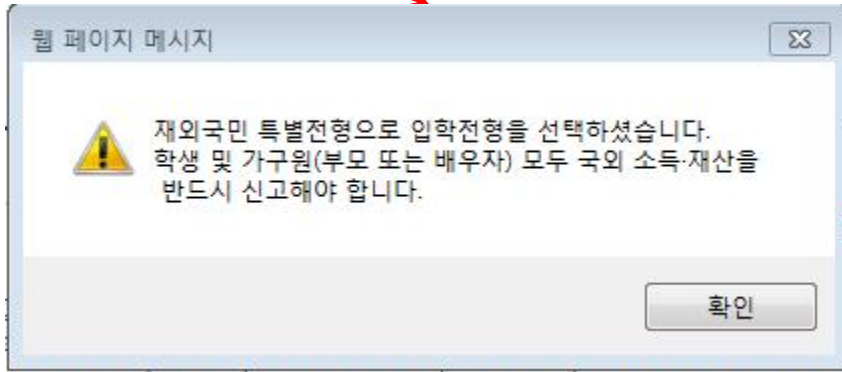 웹 페이지 메시지
재외국민 특별전형으로 입학전형을 선택하셨습니다.
학생 및 가구원(부모 또는 배우자) 모두 국외 소득·재산을
반드시 신고해야 합니다.
확인